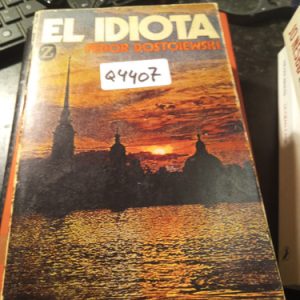 EL IDIOTA
Z
FEDOR DOSTOIEWSKI
Q4407